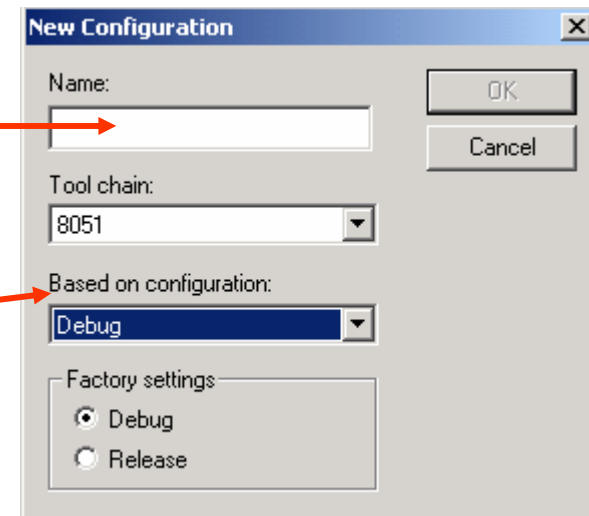 New Configuration
Name:
OK
Cancel
Tool chain:
8051
Based on configuration:
Debug
Factory settings
Debug
Release